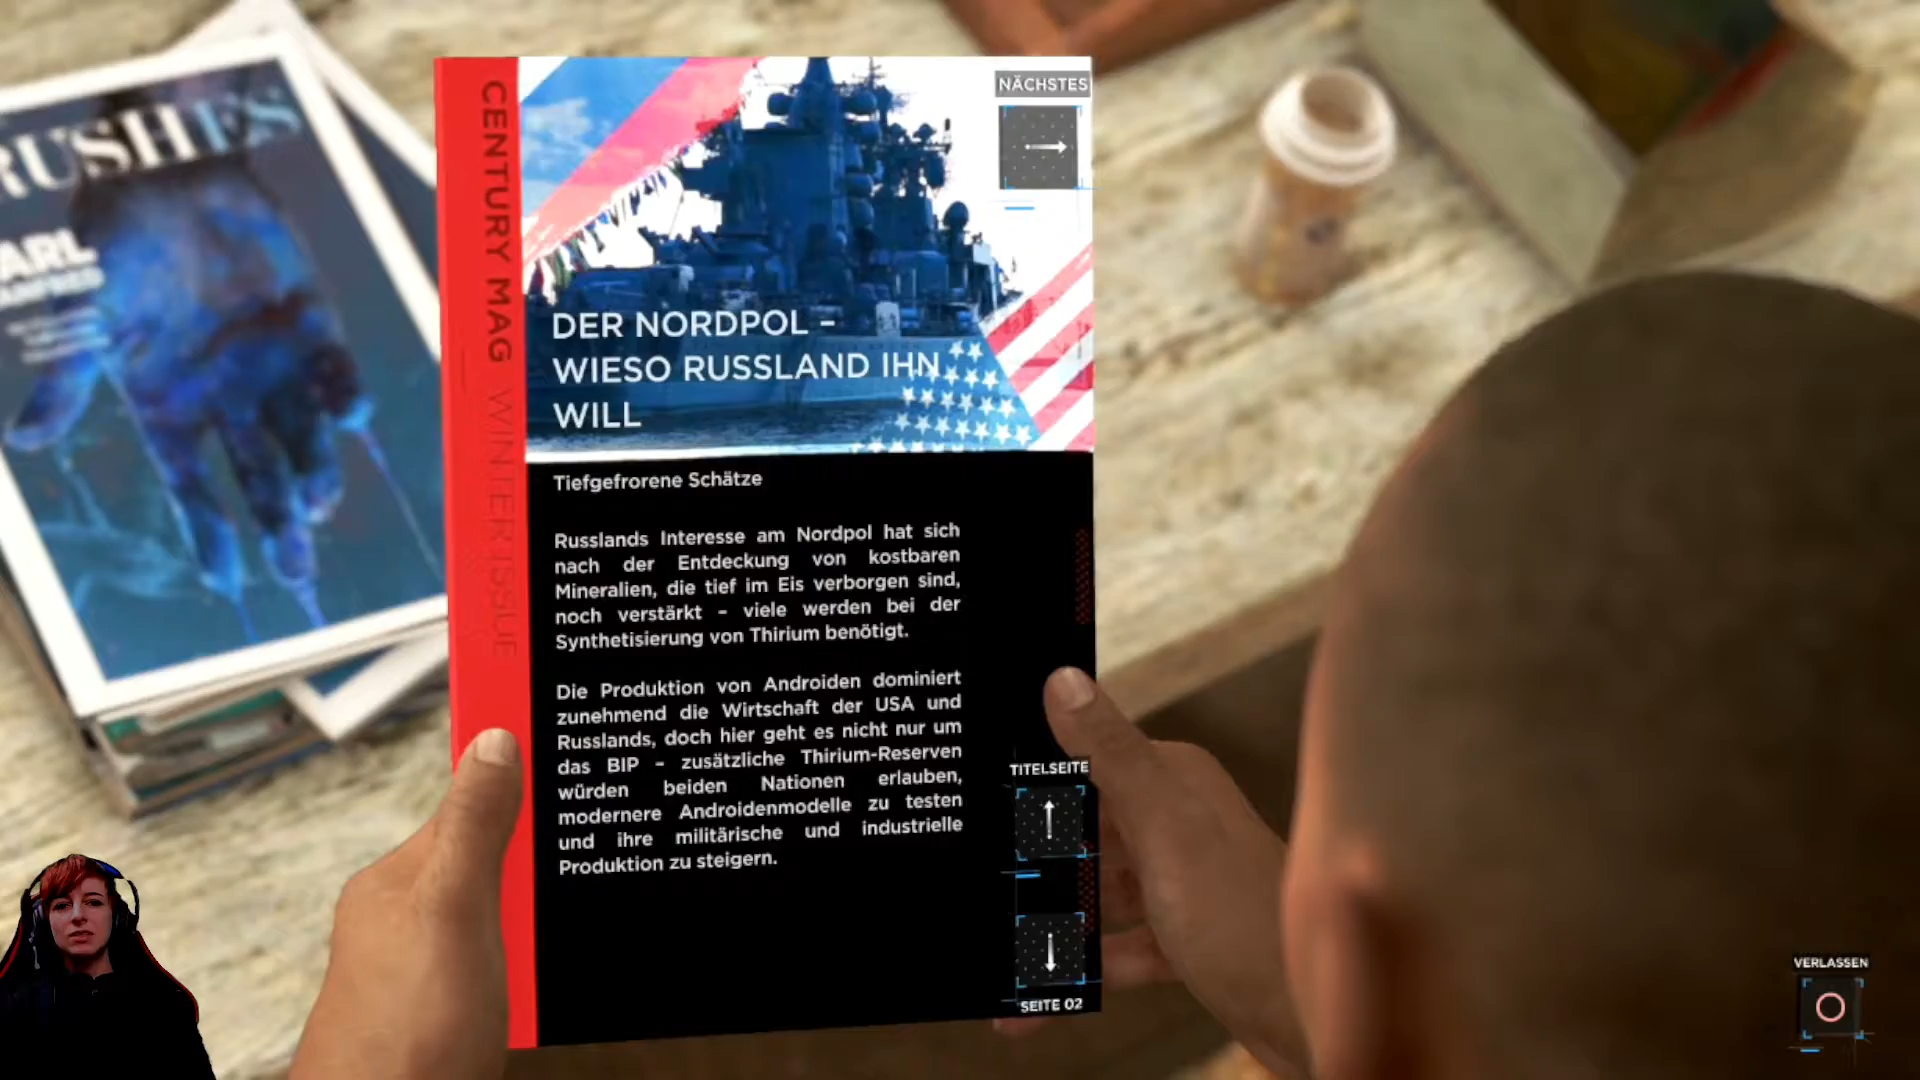 RUSHES
ARL
CENTURY MAG WINTER ISSUE
NÄCHSTES
DER NORDPOL –
WIESO RUSSLAND IHN
WILL
Tiefgefrorene Schätze
Russlands Interesse am Nordpol hat sich
nach der Entdeckung von kostbaren
Mineralien, die tief im Eis verborgen sind,
noch verstärkt – viele werden bei der
Synthetisierung von Thirium benötigt.
Die Produktion von Androiden dominiert
zunehmend die Wirtschaft der USA und
Russlands, doch hier geht es nicht nur um
das BIP – zusätzliche Thirium-Reserven
würden beiden Nationen erlauben,
modernere Androidenmodelle zu testen
und ihre militärische und industrielle
Produktion zu steigern.
TITELSEITE
SEITE 02
VERLASSEN